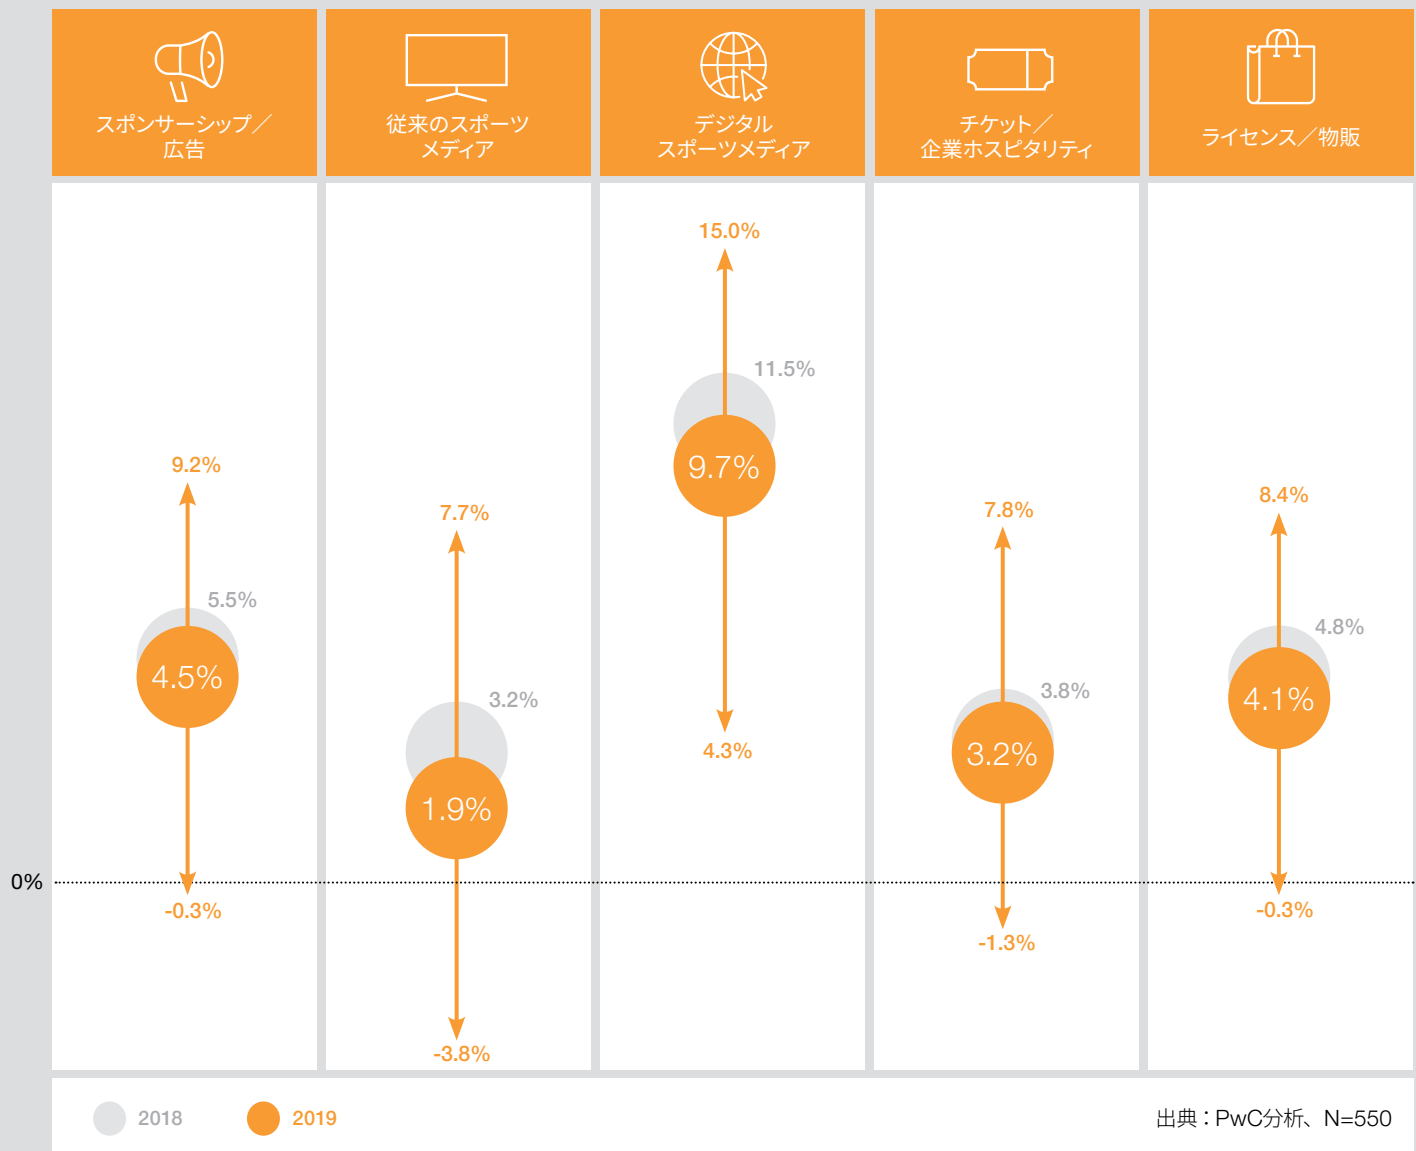 スポンサーシップ／
広告
従来のスポーツ
メディア
デジタル
スポーツメディア
チケット／
企業ホスピタリティ
ライセンス／物販
9.2%
5.5%
4.5%
-0.3%
7.7%
3.2%
1.9%
-3.8%
15.0%
11.5%
9.7%
4.3%
7.8%
3.8%
3.2%
-1.3%
8.4%
4.8%
4.1%
-0.3%
0%
2018
2019
出典：PwC分析、N=550